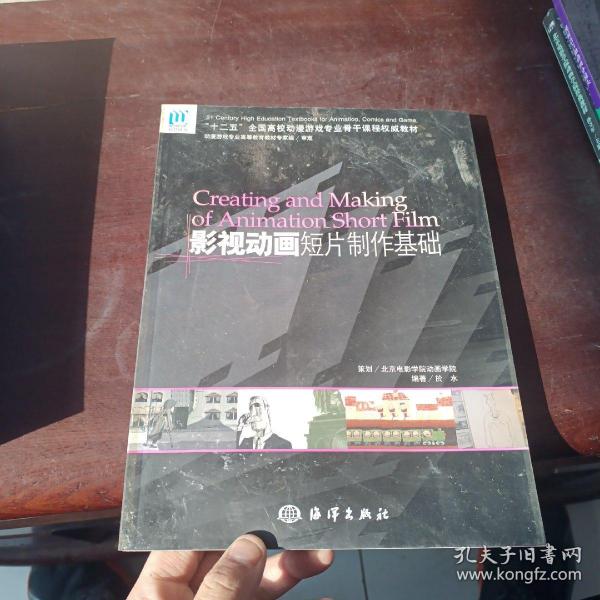 21 Century High Education Textbooks for Animation, Comics and Game
“十二五”全国高校动漫游戏专业骨干课程权威教材
动漫游戏专业高等教育教材专家组／审定
Creating and Making
of Animation Short Film
影视动画短片制作基础
策划／北京电影学院动画学院
编著／於 水
海洋出版社
孔夫子旧书网
www.kongfz.com